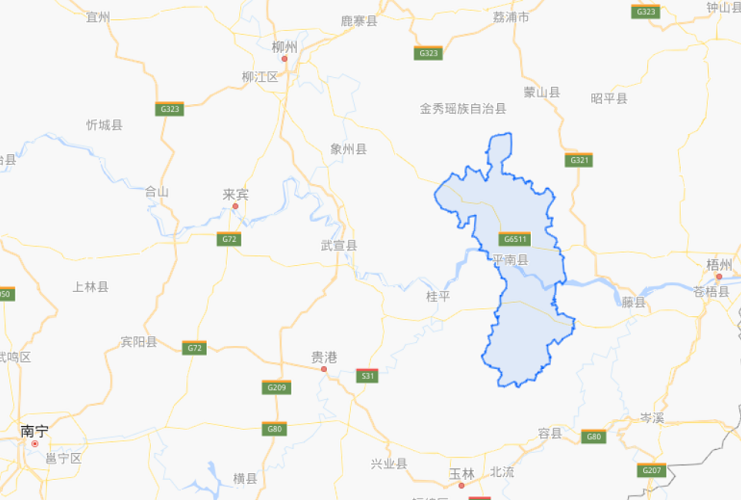 宜州
鹿寨县
荔浦市
G323
钟山县
柳州
G323
柳江区
蒙山县
昭平县
G323
金秀瑶族自治县
忻城县
象州县
G321
合山
来宾
G72
武宣县
G6511
平南县
梧州
上林县
桂平
藤县
苍梧县
宾阳县
G72
贵港
S31
G209
武鸣区
岑溪
南宁
G80
容县
G80
邕宁区
横县
兴业县
玉林
北流
G207